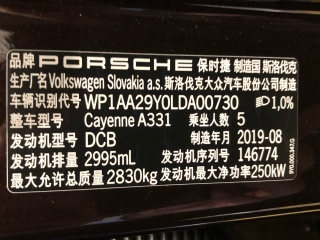 品牌 PORSCHE 保时捷 制造国 斯洛伐克
生产厂名 Volkswagen Slovakia a.s. 斯洛伐克大众汽车股份公司制造
车辆识别代号 WP1AA29Y0LDA00730 1,0%
整车型号 Cayenne A331 乘坐人数 5
发动机型号 DCB 制造年月 2019-08
发动机排量 2995mL 发动机序列号 146774
最大允许总质量 2830kg 发动机最大净功率 250kW